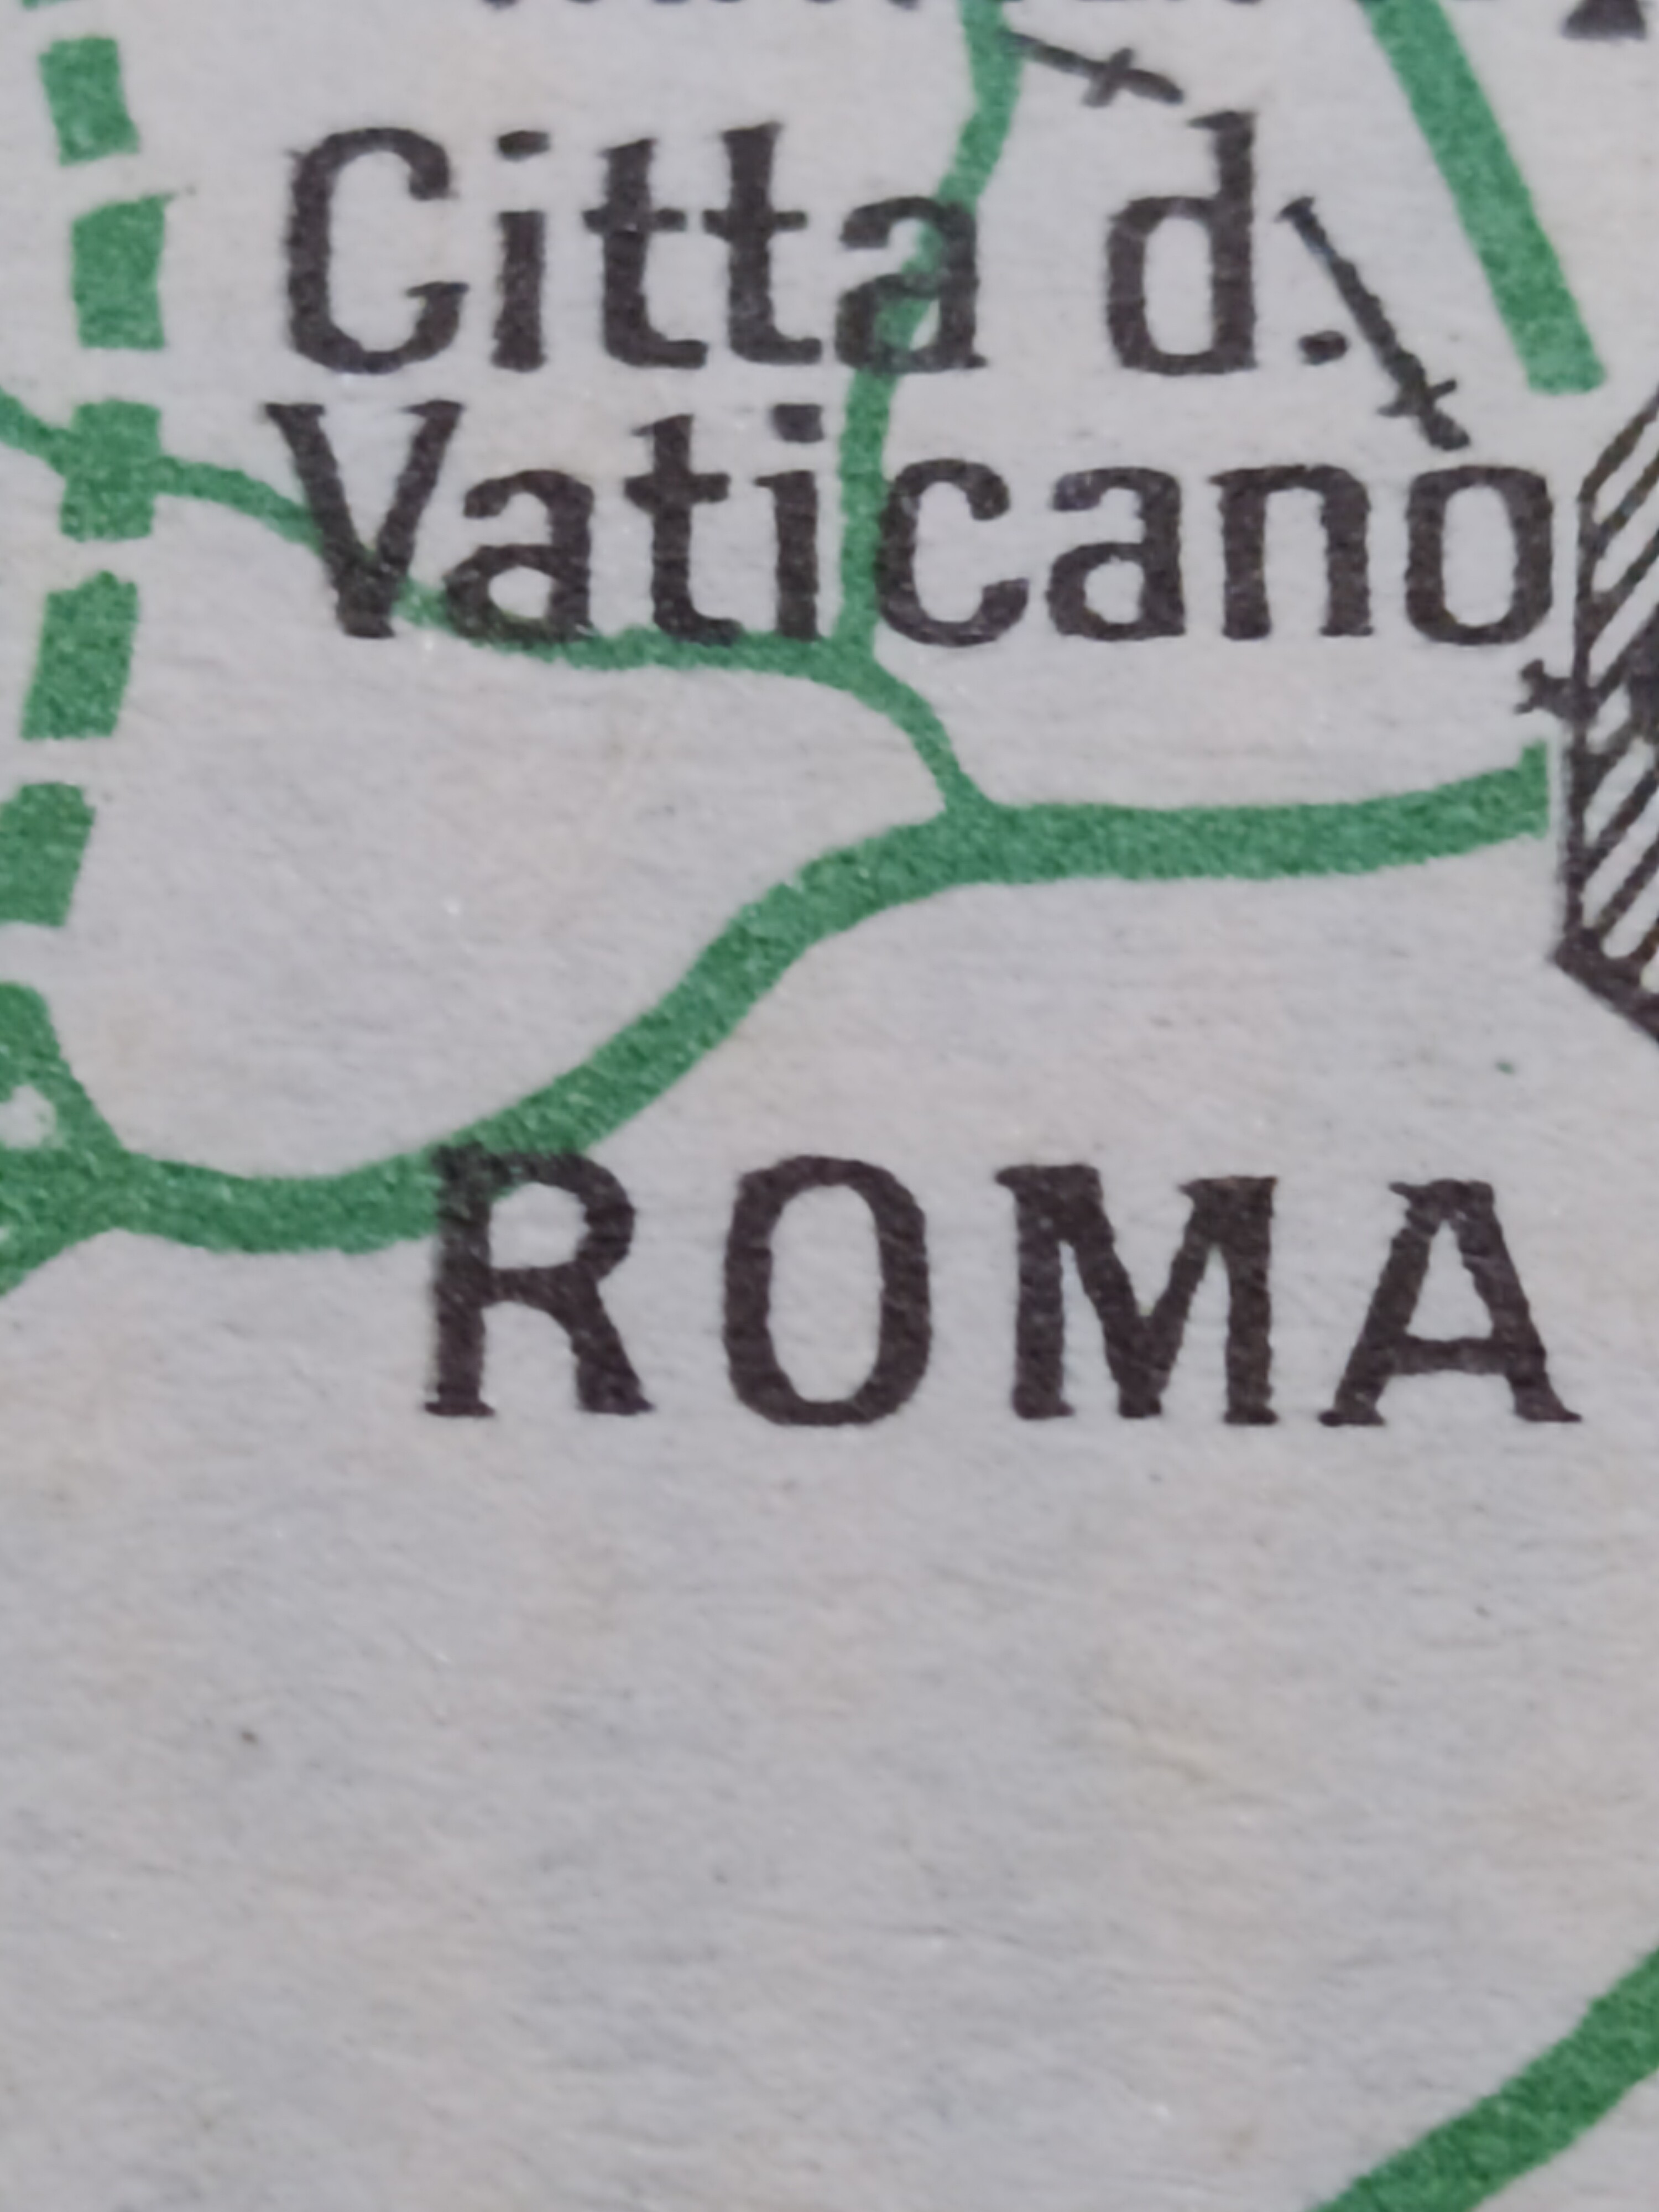 Citta d.
Vaticano
ROMA